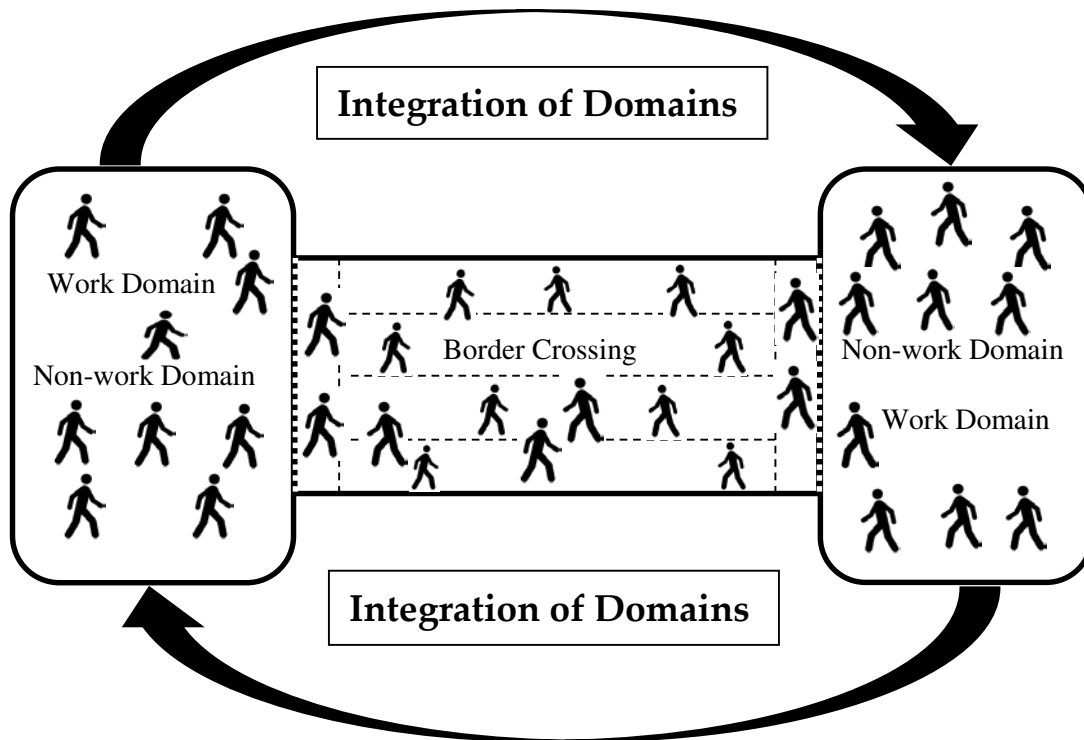 Integration of Domains
Work Domain
Non-work Domain
Border Crossing
Non-work Domain
Work Domain
Integration of Domains